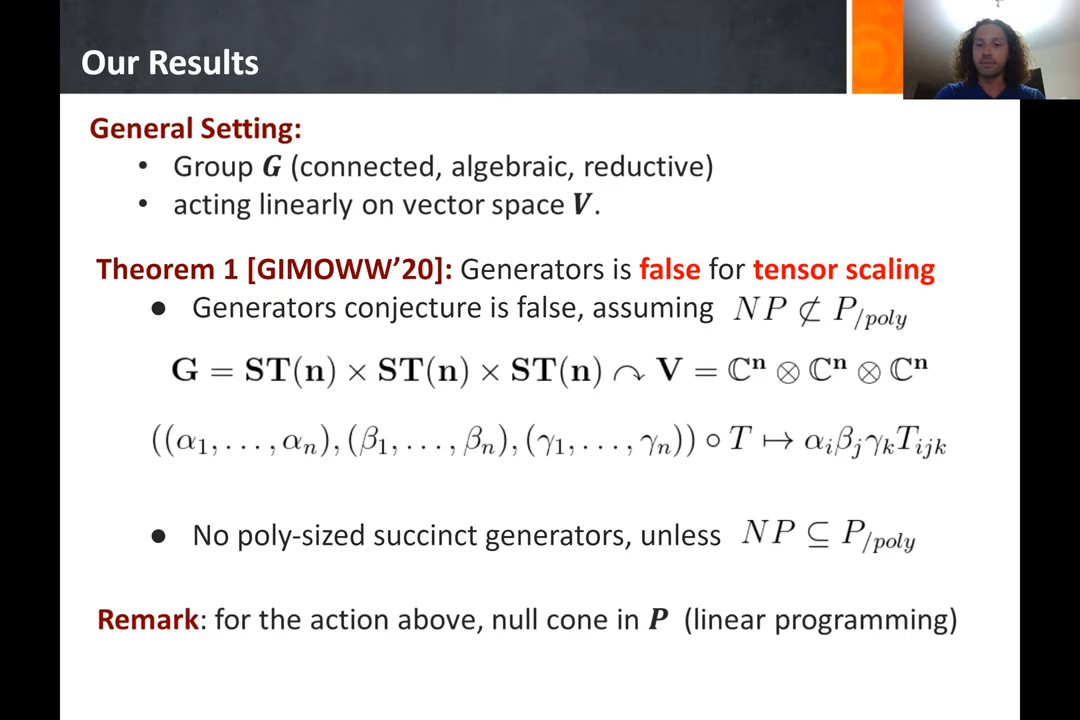 Our Results
General Setting:
• Group G (connected, algebraic, reductive)
• acting linearly on vector space V.
Theorem 1 [GIMOWW'20]: Generators is false for tensor scaling
● Generators conjecture is false, assuming NP ⊄ P/poly
G = ST(n) × ST(n) × ST(n) ↷ V = ℂⁿ ⊗ ℂⁿ ⊗ ℂⁿ
((α₁, . . . , αₙ), (β₁, . . . , βₙ), (γ₁, . . . , γₙ)) ∘ T ↦ αᵢβⱼγₖTᵢⱼₖ
● No poly-sized succinct generators, unless NP ⊆ P/poly
Remark: for the action above, null cone in P (linear programming)